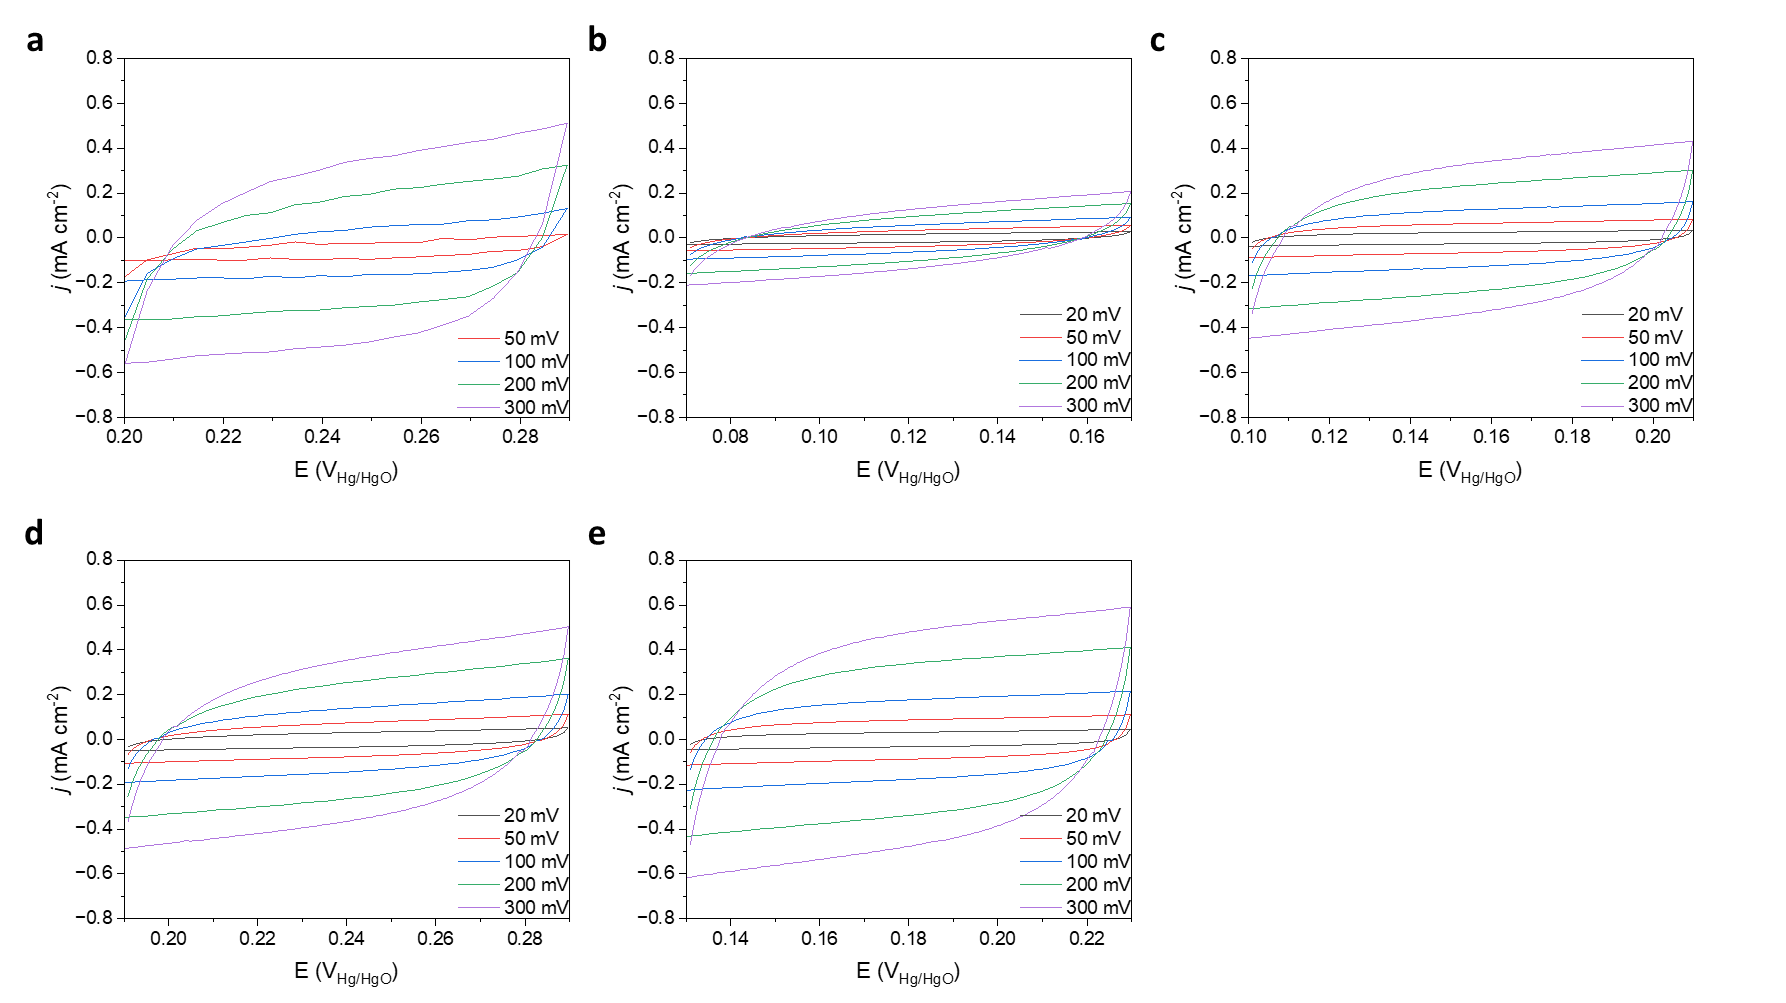 a
b
c
0.8
0.6
0.4
0.2
0.0
−0.2
−0.4
−0.6
−0.8
j (mA cm-2)
50 mV
100 mV
200 mV
300 mV
0.20 0.22 0.24 0.26 0.28
E (VHg/HgO)
0.8
0.6
0.4
0.2
0.0
−0.2
−0.4
−0.6
−0.8
j (mA cm-2)
20 mV
50 mV
100 mV
200 mV
300 mV
0.08 0.10 0.12 0.14 0.16
E (VHg/HgO)
0.8
0.6
0.4
0.2
0.0
−0.2
−0.4
−0.6
−0.8
j (mA cm-2)
20 mV
50 mV
100 mV
200 mV
300 mV
0.10 0.12 0.14 0.16 0.18 0.20
E (VHg/HgO)
d
e
0.8
0.6
0.4
0.2
0.0
−0.2
−0.4
−0.6
−0.8
j (mA cm-2)
20 mV
50 mV
100 mV
200 mV
300 mV
0.20 0.22 0.24 0.26 0.28
E (VHg/HgO)
0.8
0.6
0.4
0.2
0.0
−0.2
−0.4
−0.6
−0.8
j (mA cm-2)
20 mV
50 mV
100 mV
200 mV
300 mV
0.14 0.16 0.18 0.20 0.22
E (VHg/HgO)